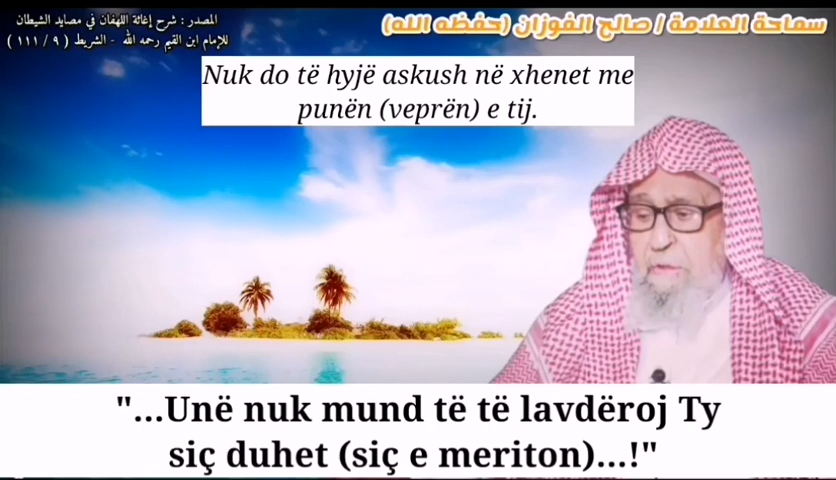 المصدر : شرح إغاثة اللهفان في مصايد الشيطان
للإمام ابن القيم رحمه الله - الشريط ( ٩ / ١١١ )
سماحة العلامة / صالح الفوزان (حفظه الله)
Nuk do të hyjë askush në xhenet me
punën (veprën) e tij.
"...Unë nuk mund të të lavdëroj Ty
siç duhet (siç e meriton)...!"